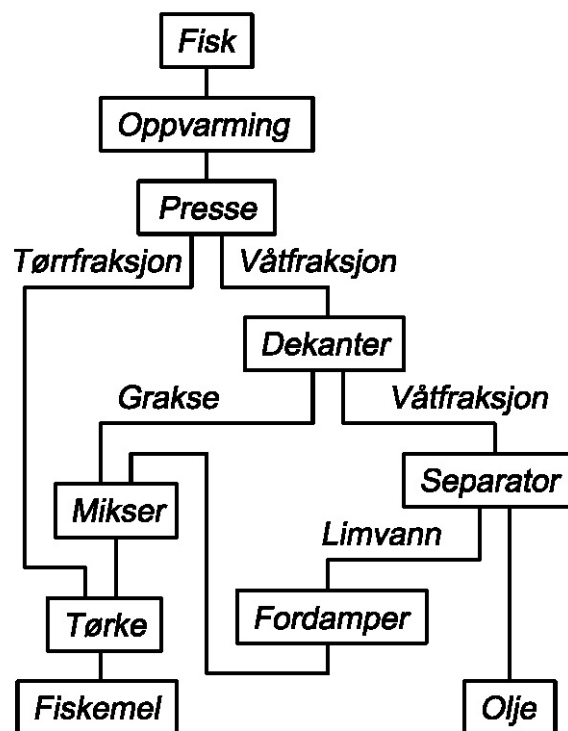 Fisk
Oppvarming
Presse
Tørrfraksjon
Våtfraksjon
Dekanter
Grakse
Våtfraksjon
Mikser
Separator
Limvann
Tørke
Fordamper
Fiskemel
Olje